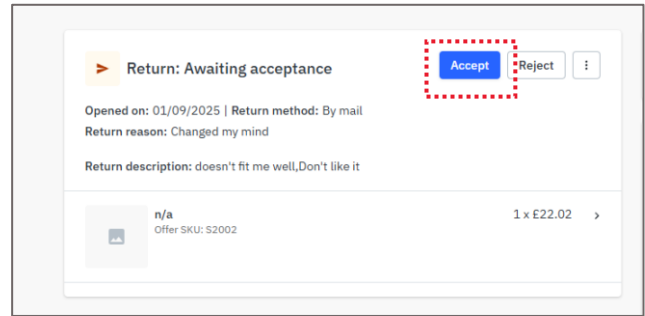 Return: Awaiting acceptance
Accept
Reject
Opened on: 01/09/2025 | Return method: By mail
Return reason: Changed my mind
Return description: doesn't fit me well,Don't like it
n/a
1 x £22.02
Offer SKU: S2002